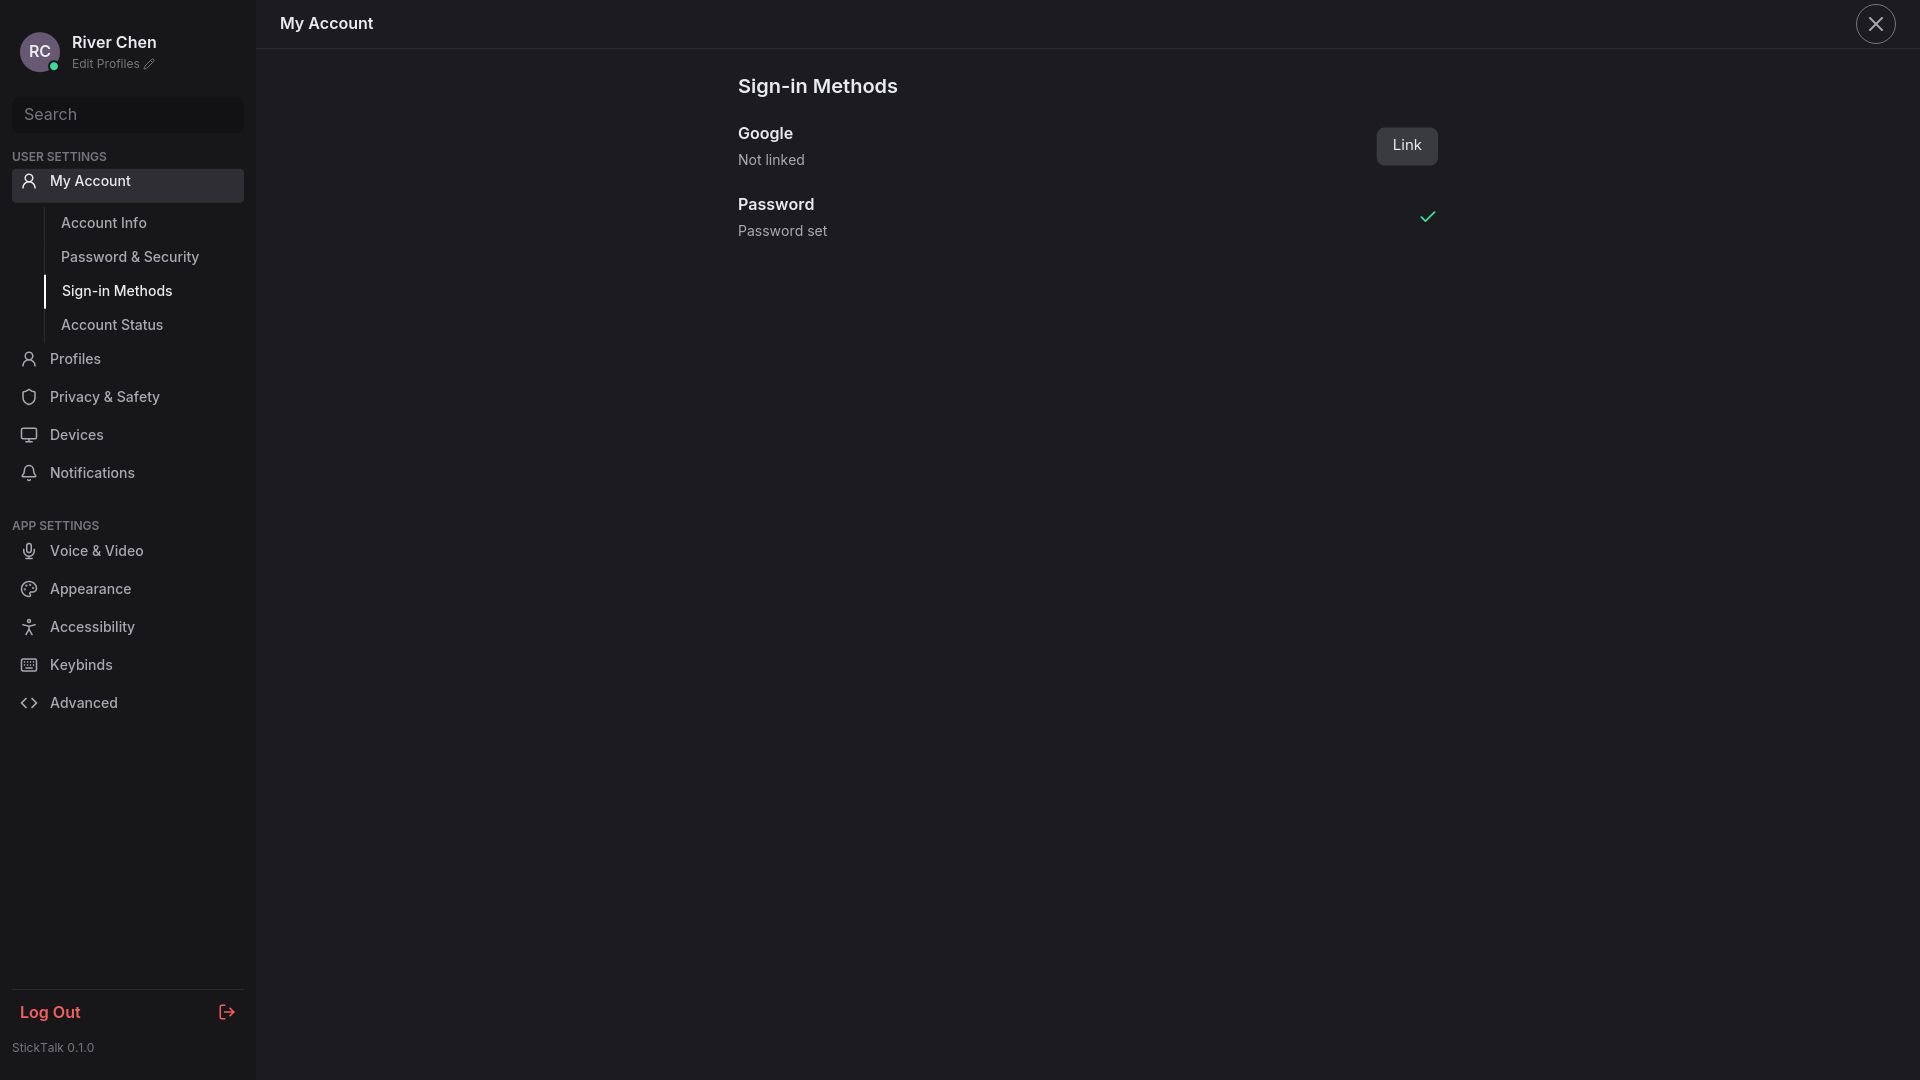 RC
River Chen
Edit Profiles
Search
USER SETTINGS
My Account
Account Info
Password & Security
Sign-in Methods
Account Status
Profiles
Privacy & Safety
Devices
Notifications
APP SETTINGS
Voice & Video
Appearance
Accessibility
Keybinds
Advanced
Log Out
StickTalk 0.1.0
My Account
Sign-in Methods
Google
Not linked
Link
Password
Password set